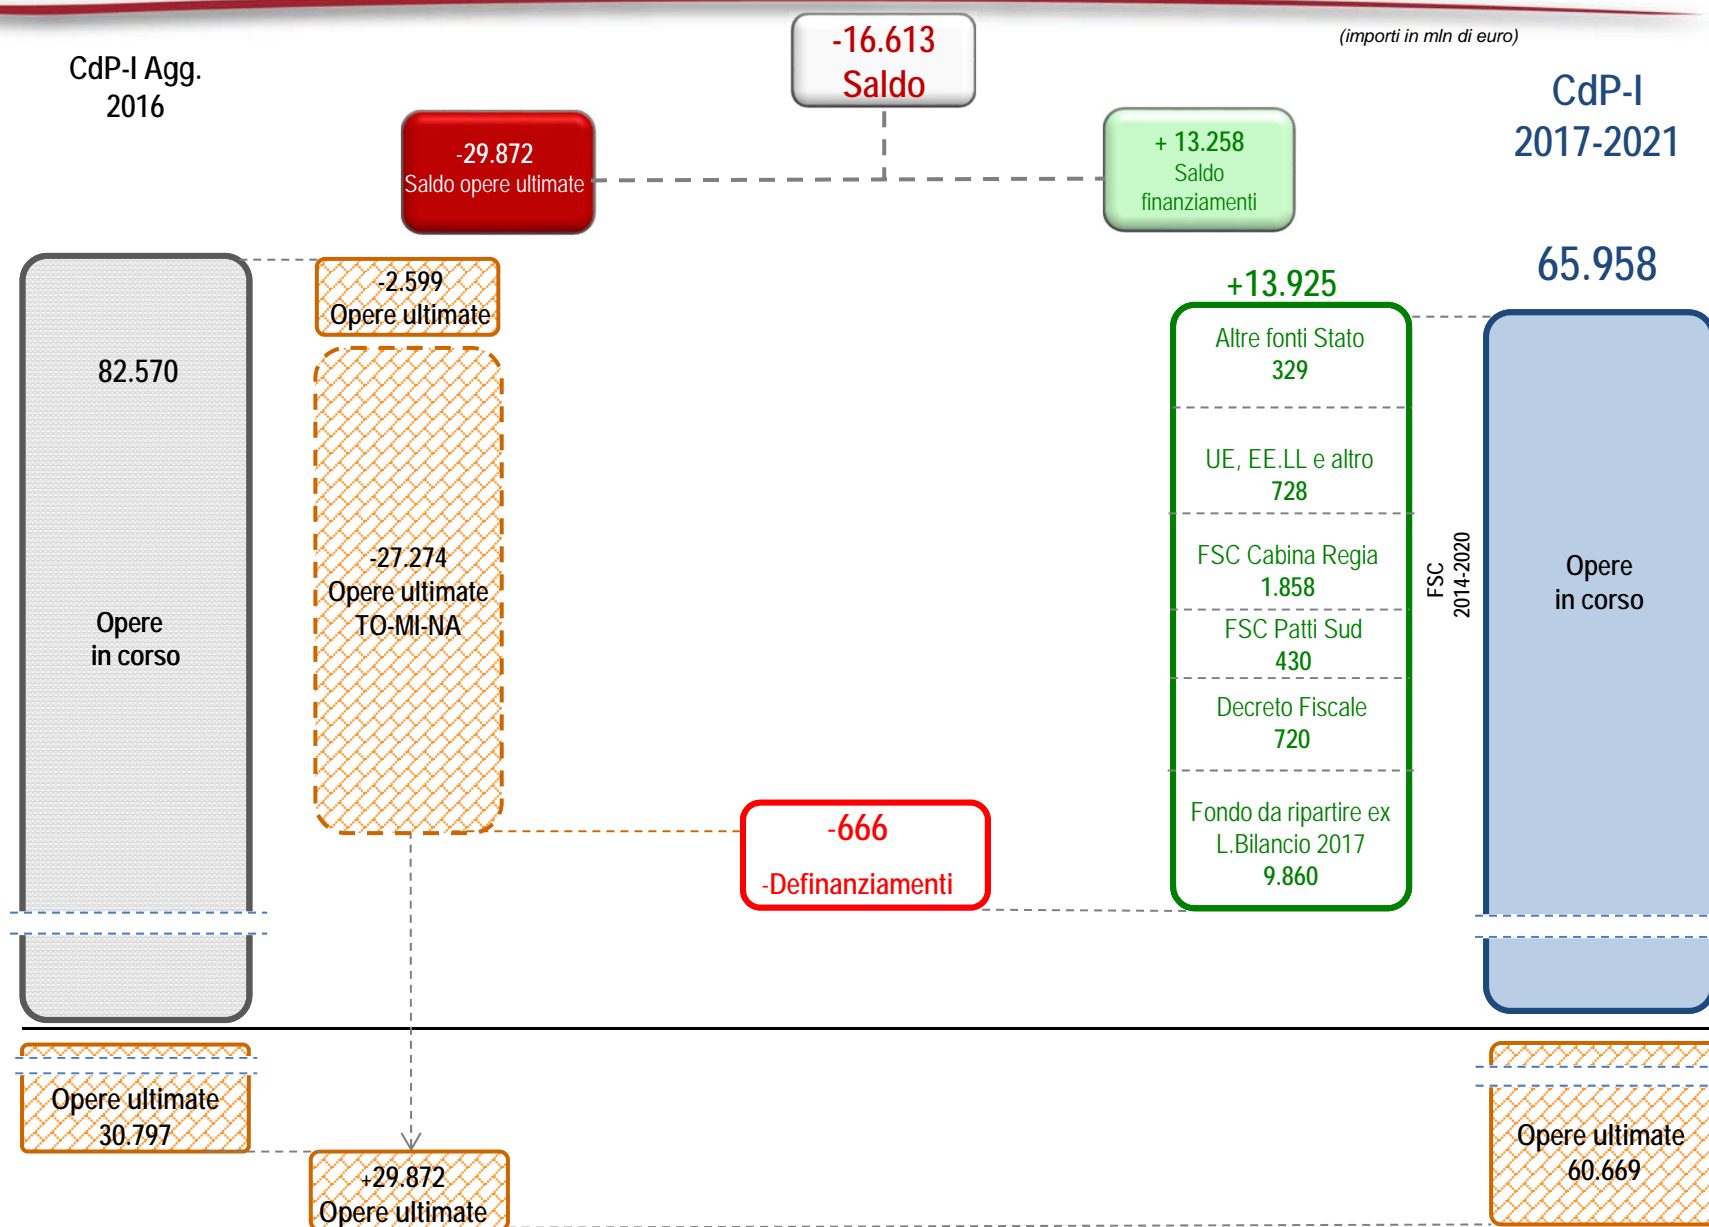 (importi in mln di euro)
CdP-I Agg.
2016
-16.613
Saldo
CdP-I
2017-2021
-29.872
Saldo opere ultimate
+ 13.258
Saldo
finanziamenti
82.570
Opere
in corso
-2.599
Opere ultimate
-27.274
Opere ultimate
TO-MI-NA
-666
-Definanziamenti
+13.925
Altre fonti Stato
329
UE, EE.LL e altro
728
FSC Cabina Regia
1.858
FSC Patti Sud
430
Decreto Fiscale
720
Fondo da ripartire ex
L.Bilancio 2017
9.860
FSC
2014-2020
65.958
Opere
in corso
Opere ultimate
30.797
+29.872
Opere ultimate
Opere ultimate
60.669